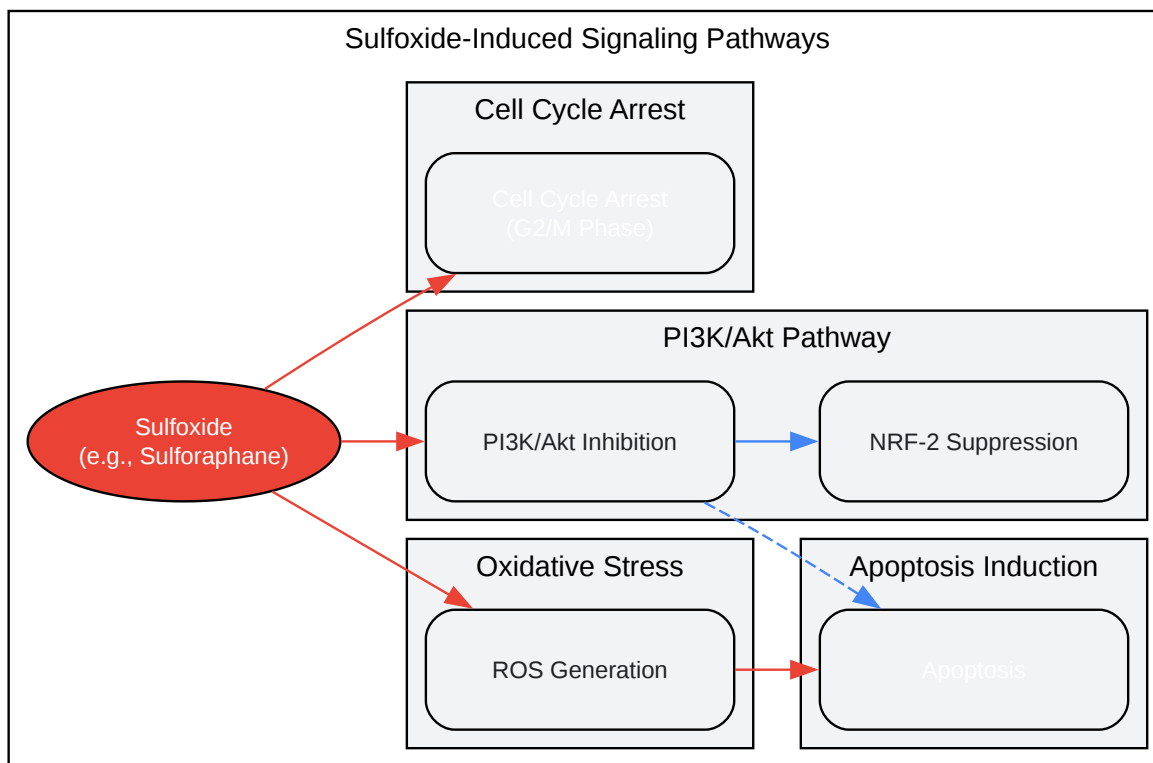 Sulfoxide-Induced Signaling Pathways
Cell Cycle Arrest
Cell Cycle Arrest
(G2/M Phase)
PI3K/Akt Pathway
Sulfoxide
(e.g., Sulforaphane)
PI3K/Akt Inhibition
NRF-2 Suppression
Oxidative Stress
Apoptosis Induction
ROS Generation
Apoptosis